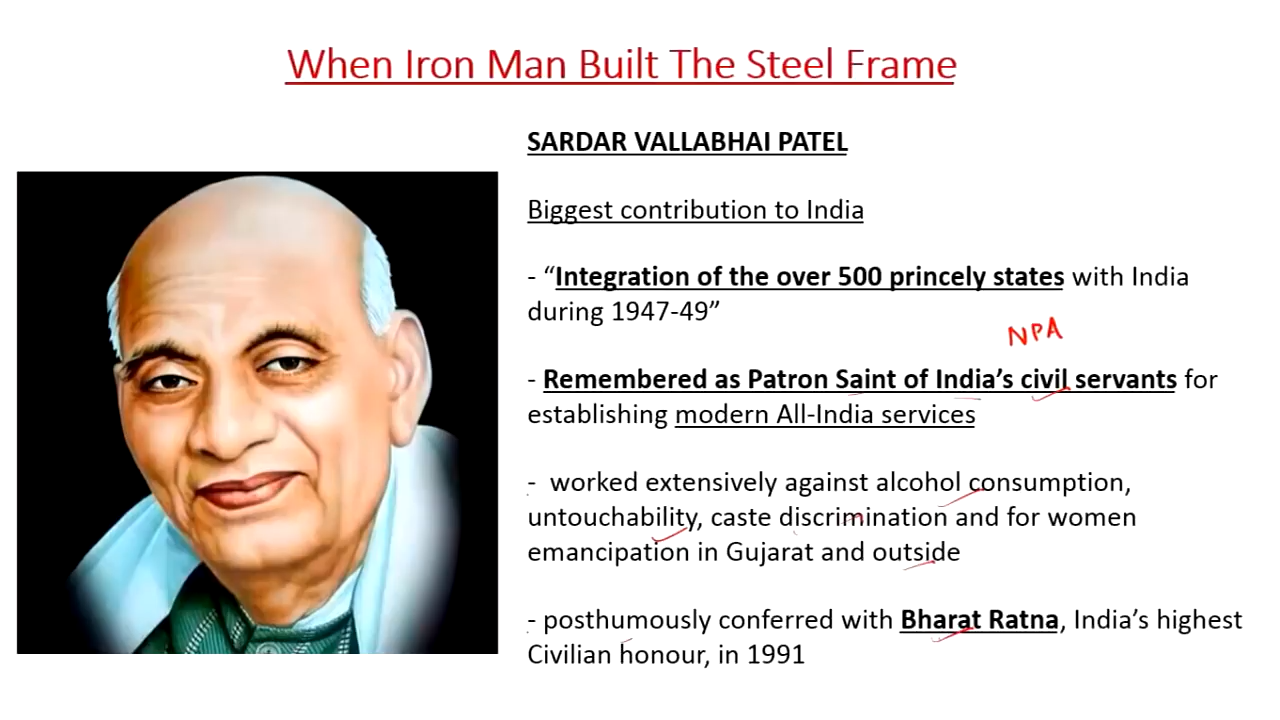 When Iron Man Built The Steel Frame
SARDAR VALLABHAI PATEL
Biggest contribution to India
- “Integration of the over 500 princely states with India
during 1947-49”
NPA
- Remembered as Patron Saint of India’s civil servants for
establishing modern All-India services
- worked extensively against alcohol consumption,
untouchability, caste discrimination and for women
emancipation in Gujarat and outside
- posthumously conferred with Bharat Ratna, India’s highest
Civilian honour, in 1991